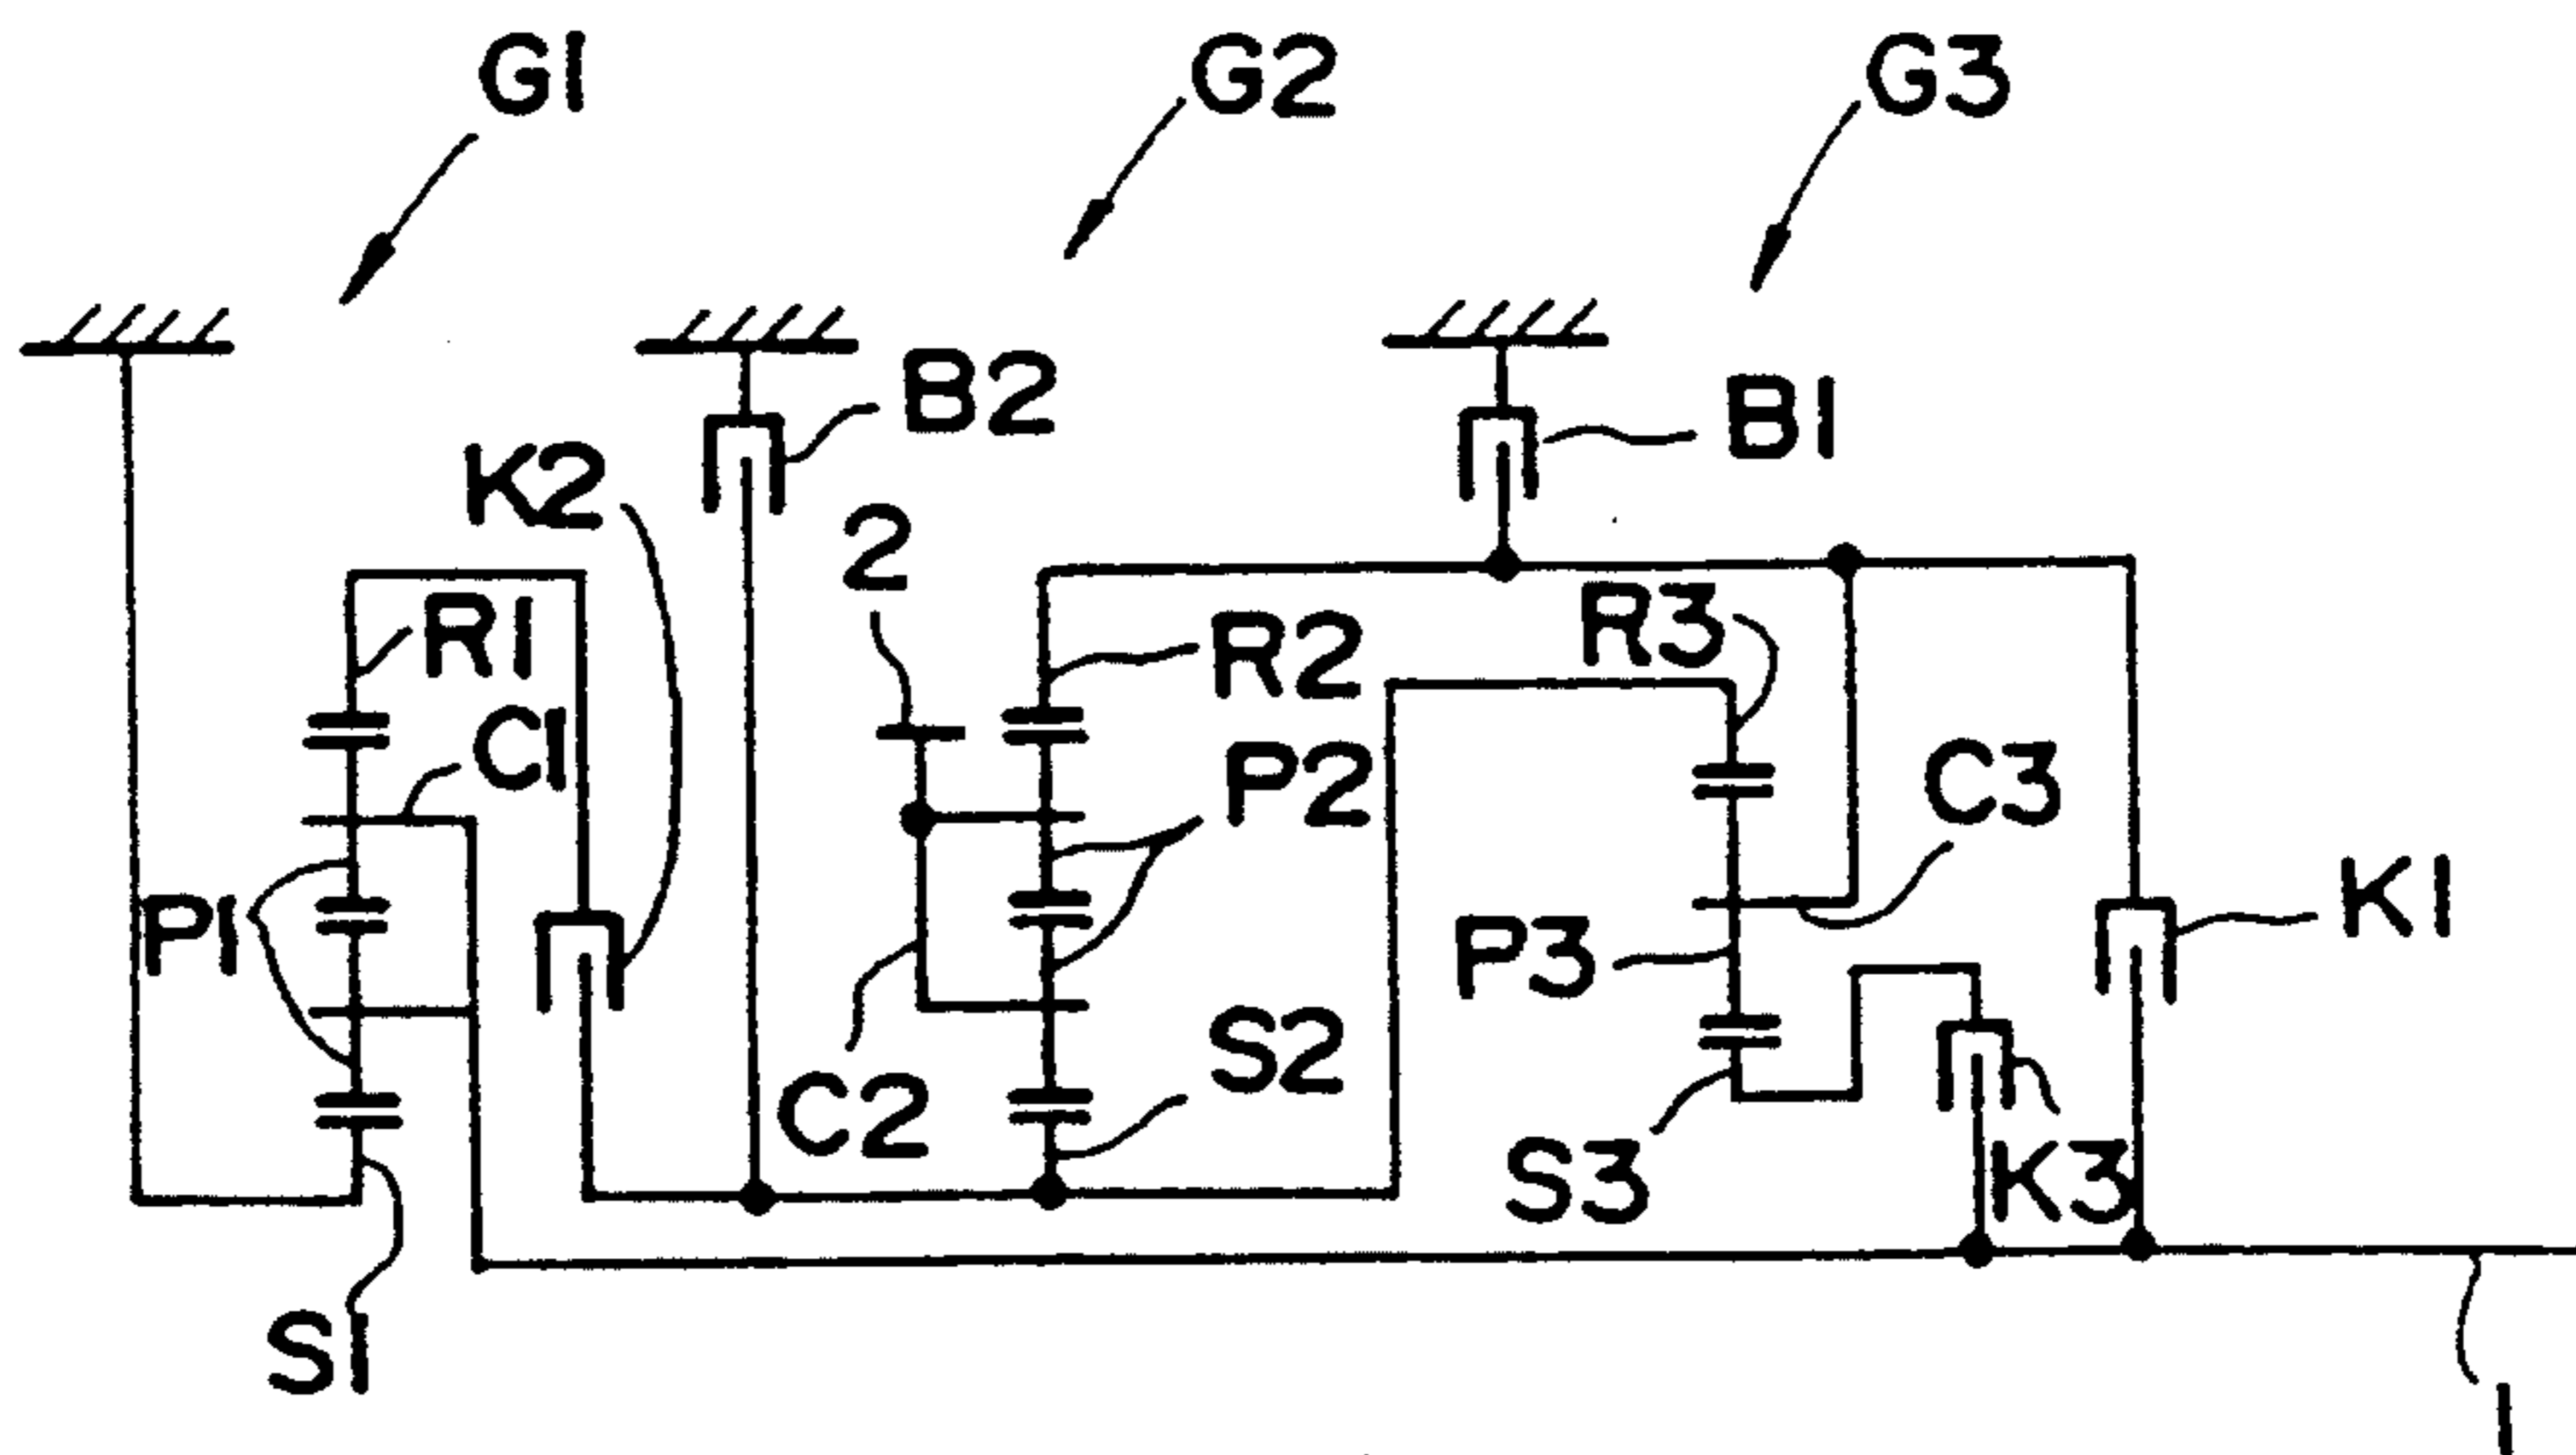 G1 G2 G3
B2 B1
K2
2
R1 R2 R3
C1 P2 C3
P1 P3 K1
C2 S2
S3 K3
S1
1